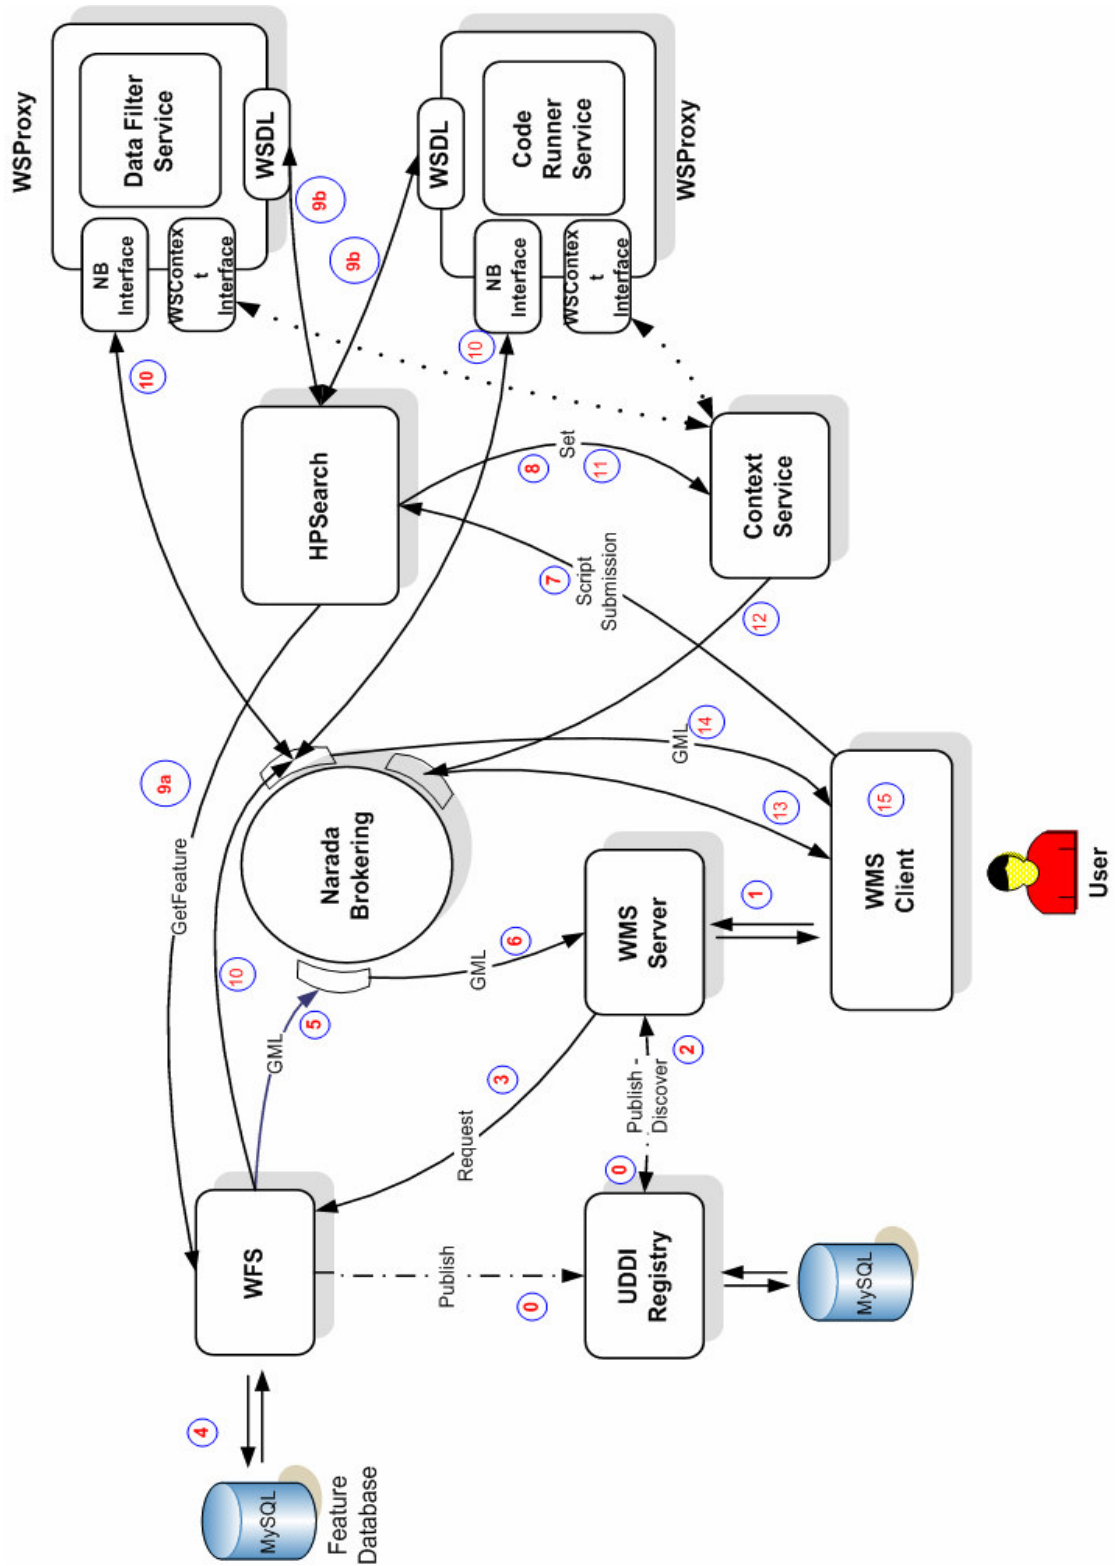 WSProxy
Data Filter
Service
NB
Interface
WSContex
t
Interface
WSDL
9b
10
9a
GetFeature
4
MySQL
Feature
Database
WFS
10
GML
5
Narada
Brokering
HPSearch
9b
WSDL
Code
Runner
Service
NB
Interface
WSContex
t
Interface
WSProxy
10
Publish
0
Request
3
GML
6
7
Script
Submission
8
Set
11
UDDI
Registry
0
Publish -
Discover
2
WMS
Server
GML
14
12
Context
Service
13
1
MySQL
WMS
Client
15
User